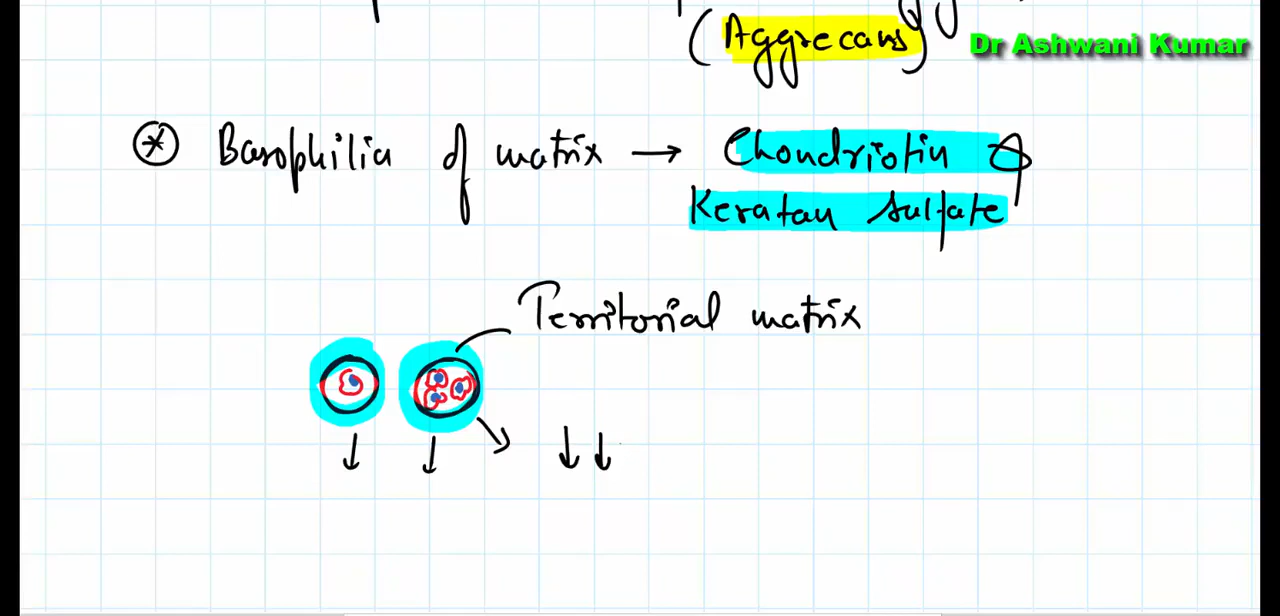 (Aggrecans)
Dr Ashwani Kumar
⊛ Basophilia of matrix → Chondriotin &
Keratan sulfate
Territorial matrix
↓ ↓ ↘ ↓↓